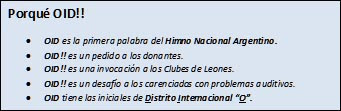 Porqué OID!!
• OID es la primera palabra del Himno Nacional Argentino.
• OID!! es un pedido a los donantes.
• OID!! es una invocación a los Clubes de Leones.
• OID!! es un desafío a los carenciados con problemas auditivos.
• OID tiene las iniciales de Distrito Internacional “O”.